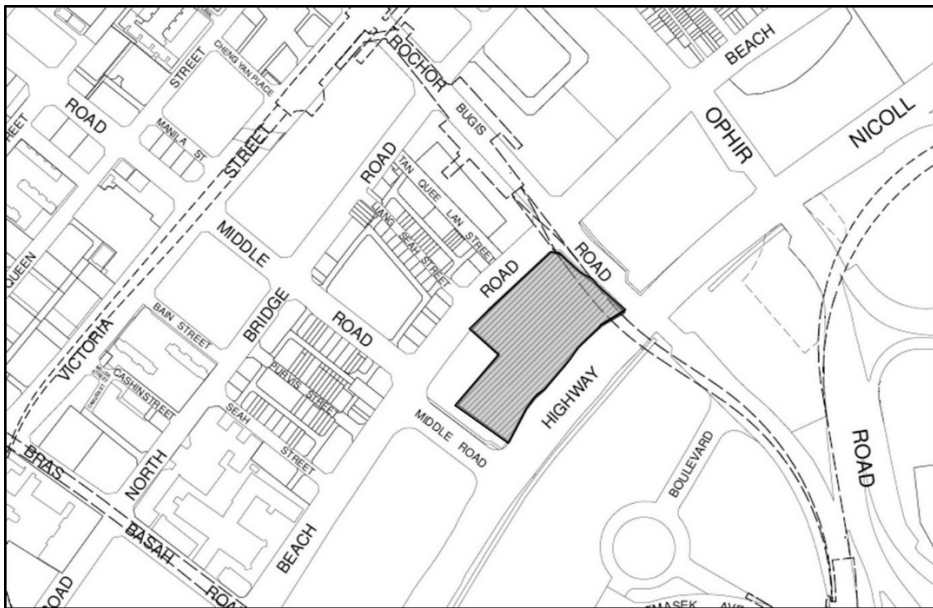 ROAD
STREET
CHENG YAN PLACE
MANILA ST
STREET
ROCHOR
BUGIS
BEACH
OPHIR
NICOLL
ROAD
TAN QUEE LAN STREET
LIANG SEAH STREET
MIDDLE
QUEEN
ROAD
ROAD
BRIDGE
ROAD
BAIN STREET
VICTORIA
CASHIN STREET
PURVIS STREET
SEAH STREET
MIDDLE ROAD
HIGHWAY
BOULEVARD
ROAD
BRAS
NORTH
BASAH
BEACH
ROAD